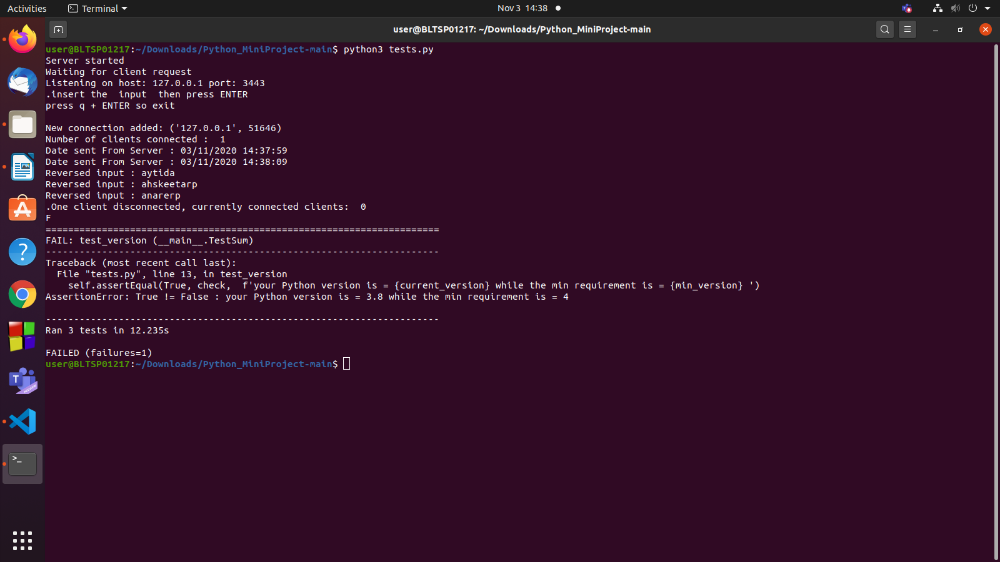 Activities Terminal Nov 3 14:38
user@BLTSP01217: ~/Downloads/Python_MiniProject-main
user@BLTSP01217:~/Downloads/Python_MiniProject-main$ python3 tests.py
Server started
Waiting for client request
Listening on host: 127.0.0.1 port: 3443
.insert the  input  then press ENTER
press q + ENTER so exit
New connection added: ('127.0.0.1', 51646)
Number of clients connected :  1
Date sent From Server : 03/11/2020 14:37:59
Date sent From Server : 03/11/2020 14:38:09
Reversed input : aytida
Reversed input : ahskeetarp
Reversed input : anarerp
.One client disconnected, currently connected clients:  0
F
======================================================================
FAIL: test_version (__main__.TestSum)
----------------------------------------------------------------------
Traceback (most recent call last):
  File "tests.py", line 13, in test_version
    self.assertEqual(True, check,  f'your Python version is = {current_version} while the min requirement is = {min_version} ')
AssertionError: True != False : your Python version is = 3.8 while the min requirement is = 4
----------------------------------------------------------------------
Ran 3 tests in 12.235s
FAILED (failures=1)
user@BLTSP01217:~/Downloads/Python_MiniProject-main$
T
PREVIEW
>_